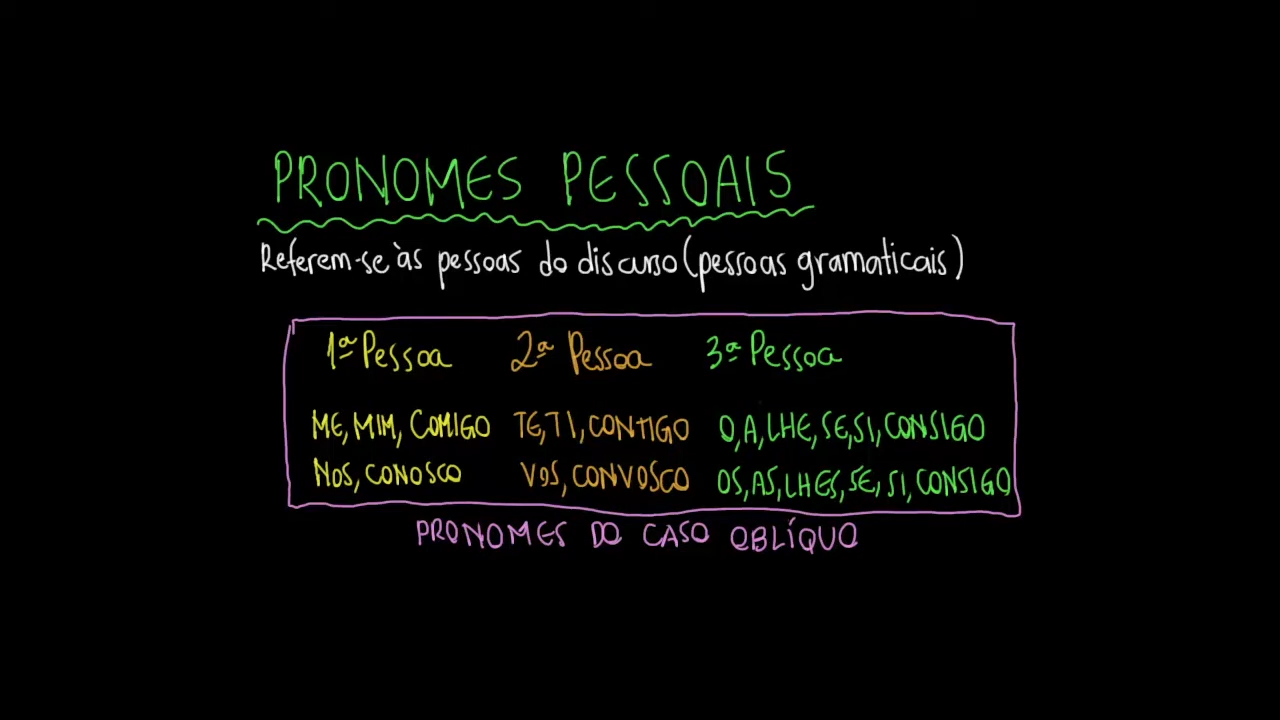 PRONOMES PESSOAIS
Referem-se às pessoas do discurso (pessoas gramaticais)
1ª Pessoa 2ª Pessoa 3ª Pessoa
ME, MIM, COMIGO TE, TI, CONTIGO O, A, LHE, SE, SI, CONSIGO
NOS, CONOSCO VOS, CONVOSCO OS, AS, LHES, SE, SI, CONSIGO
PRONOMES DO CASO OBLÍQUO